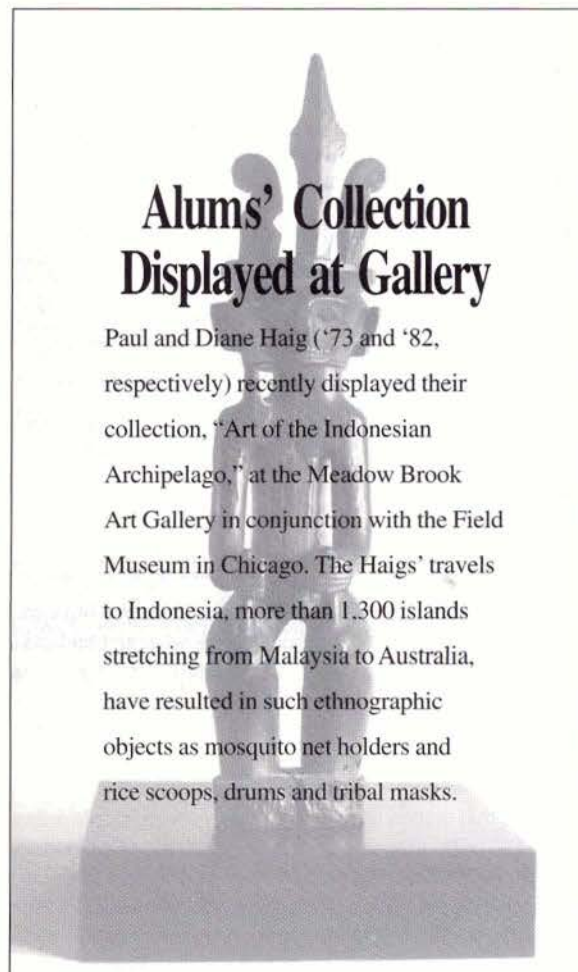 Alums’ Collection
Displayed at Gallery
Paul and Diane Haig (‘73 and ‘82,
respectively) recently displayed their
collection, “Art of the Indonesian
Archipelago,” at the Meadow Brook
Art Gallery in conjunction with the Field
Museum in Chicago. The Haigs’ travels
to Indonesia, more than 1,300 islands
stretching from Malaysia to Australia,
have resulted in such ethnographic
objects as mosquito net holders and
rice scoops, drums and tribal masks.